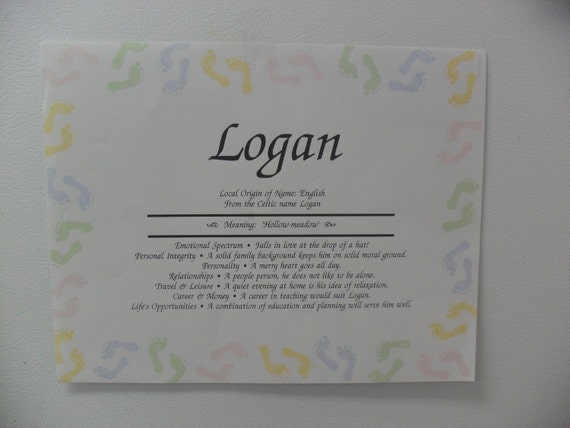 Logan
Local Origin of Name: English
From the Celtic name Logan
Meaning: 'Hollow-meadow'
Emotional Spectrum • Falls in love at the drop of a hat!
Personal Integrity • A solid family background keeps him on solid moral ground.
Personality • A merry heart goes all day.
Relationships • A people person, he does not like to be alone.
Travel & Leisure • A quiet evening at home is his idea of relaxation.
Career & Money • A career in teaching would suit Logan.
Life's Opportunities • A combination of education and planning will serve him well.